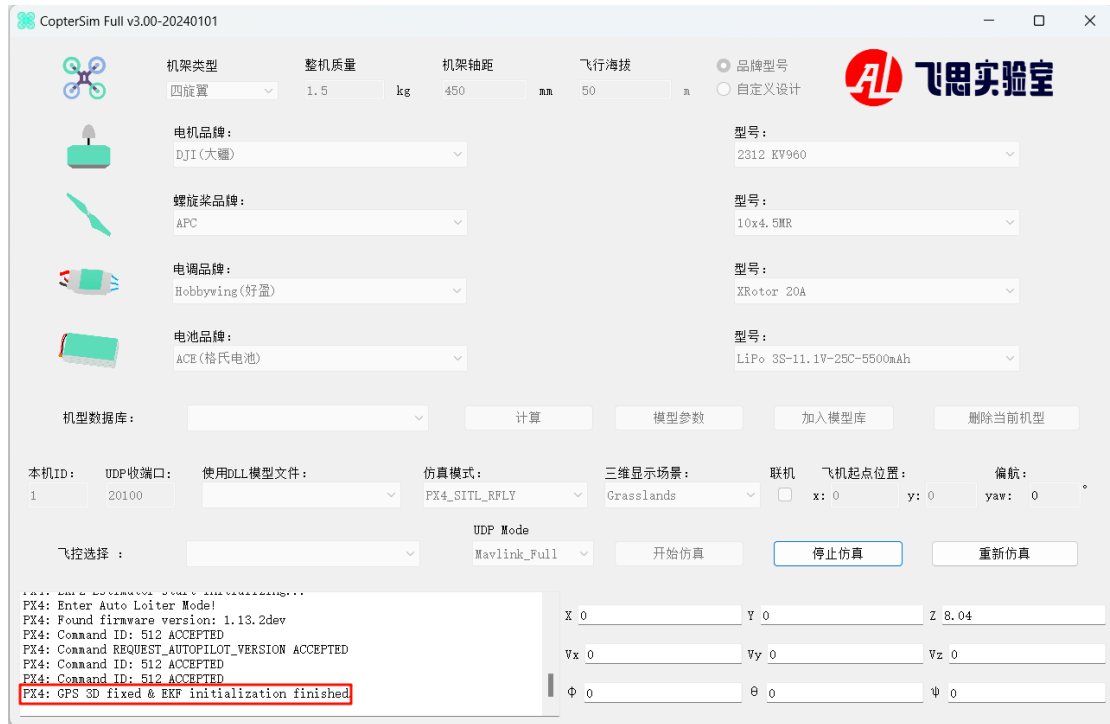 CopterSim Full v3.00-20240101
机架类型 整机质量 机架轴距 飞行海拔 品牌型号
四旋翼 1.5 kg 450 mm 50 m 自定义设计
飞思实验室
电机品牌: 型号:
DJI(大疆) 2312 KV960
螺旋桨品牌: 型号:
APC 10x4.5MR
电调品牌: 型号:
Hobbywing(好盈) XRotor 20A
电池品牌: 型号:
ACE(格氏电池) LiPo 3S-11.1V-25C-5500mAh
机型数据库: 计算 模型参数 加入模型库 删除当前机型
本机ID: UDP收端口: 使用DLL模型文件: 仿真模式: 三维显示场景: 联机 飞机起点位置: 偏航:
1 20100 PX4_SITL_RFLY Grasslands x: 0 y: 0 yaw: 0 °
UDP Mode
飞控选择 : Mavlink_Full 开始仿真 停止仿真 重新仿真
PX4: EKF2 Estimator start initializing...
PX4: Enter Auto Loiter Mode!
PX4: Found firmware version: 1.13.2dev
PX4: Command ID: 512 ACCEPTED
PX4: Command REQUEST_AUTOPILOT_VERSION ACCEPTED
PX4: Command ID: 512 ACCEPTED
PX4: Command ID: 512 ACCEPTED
PX4: GPS 3D fixed & EKF initialization finished
X 0 Y 0 Z 8.04
Vx 0 Vy 0 Vz 0
Φ 0 θ 0 ψ 0